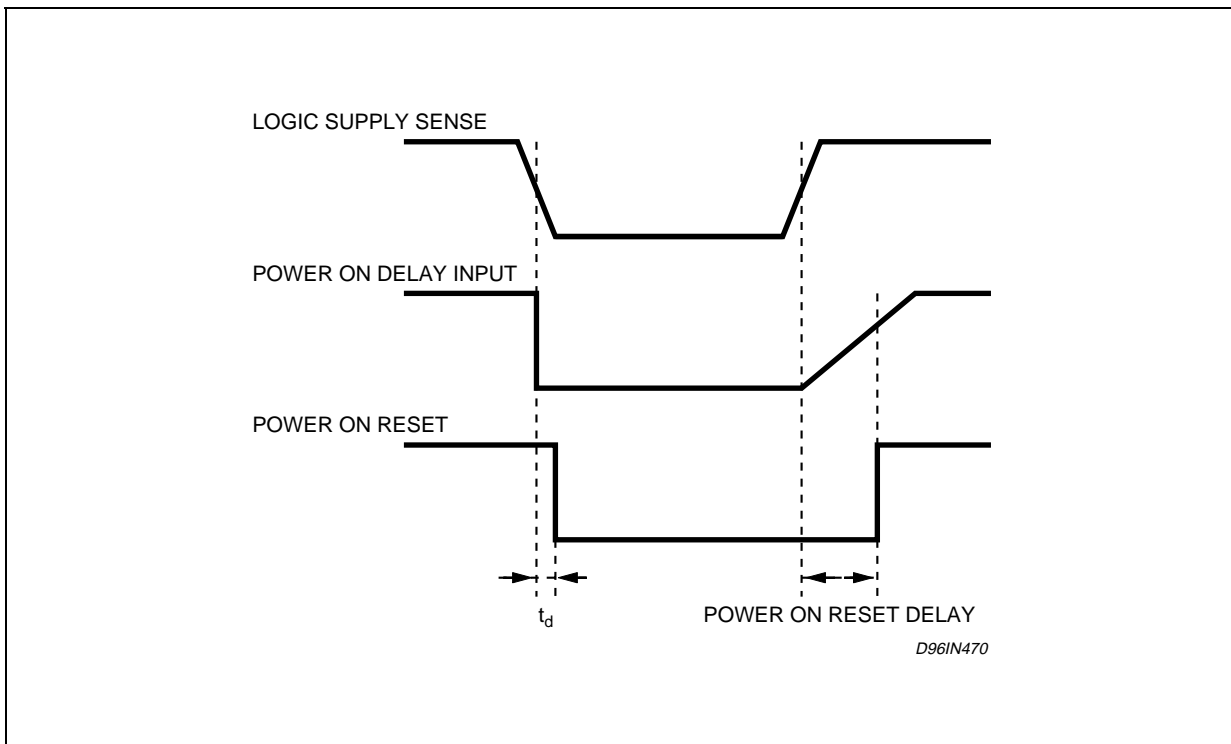 LOGIC SUPPLY SENSE
POWER ON DELAY INPUT
POWER ON RESET
td
POWER ON RESET DELAY
D96IN470